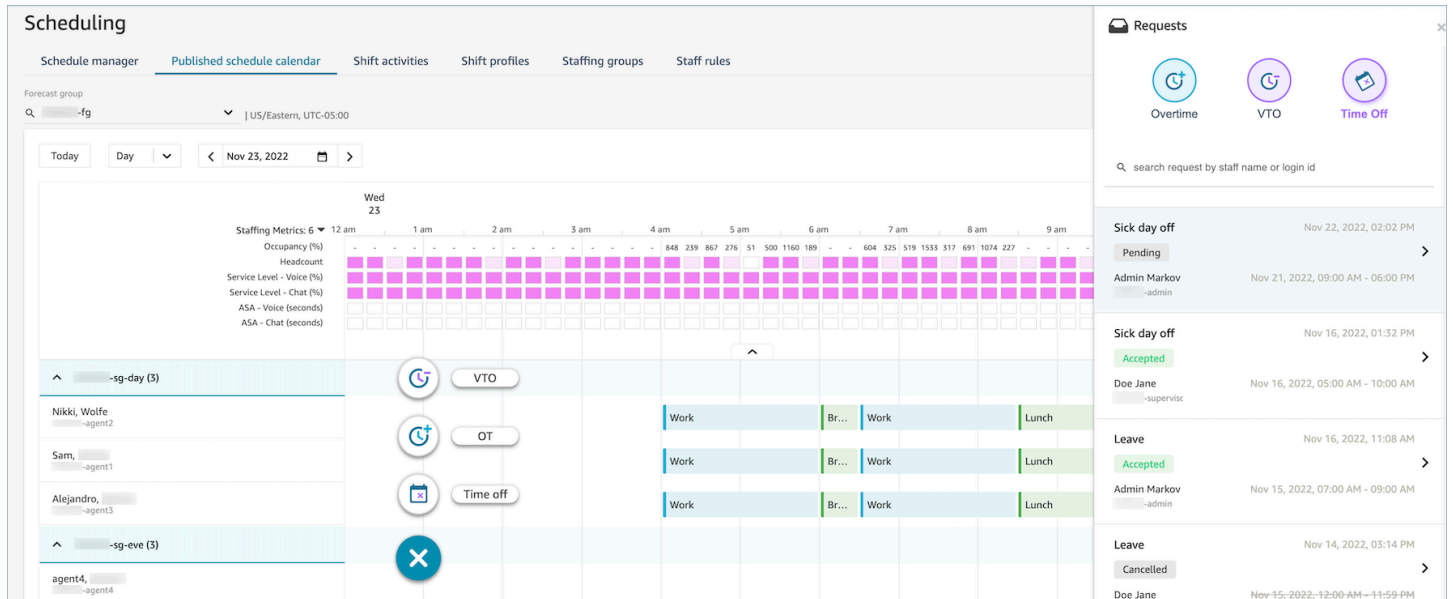 Scheduling
Schedule manager Published schedule calendar Shift activities Shift profiles Staffing groups Staff rules
Forecast group
-fg | US/Eastern, UTC-05:00
Today Day Nov 23, 2022
Wed
23
Staffing Metrics: 6 12 am 1 am 2 am 3 am 4 am 5 am 6 am 7 am 8 am 9 am
Occupancy (%) - - - - - - - - - - - - - - - - 848 239 867 276 51 500 1160 189 - - 604 325 519 1533 317 691 1074 227 - - - -
Headcount
Service Level - Voice (%)
Service Level - Chat (%)
ASA - Voice (seconds)
ASA - Chat (seconds)
-sg-day (3)
VTO
Nikki, Wolfe
-agent2
Work Br... Work Lunch
OT
Sam,
-agent1
Work Br... Work Lunch
Time off
Alejandro,
-agent3
Work Br... Work Lunch
-sg-eve (3)
agent4,
-agent4
Requests
Overtime VTO Time Off
search request by staff name or login id
Sick day off Nov 22, 2022, 02:02 PM
Pending
Admin Markov Nov 21, 2022, 09:00 AM - 06:00 PM
-admin
Sick day off Nov 16, 2022, 01:32 PM
Accepted
Doe Jane Nov 16, 2022, 05:00 AM - 10:00 AM
-supervisc
Leave Nov 16, 2022, 11:08 AM
Accepted
Admin Markov Nov 15, 2022, 07:00 AM - 09:00 AM
-admin
Leave Nov 14, 2022, 03:14 PM
Cancelled
Doe Jane Nov 15, 2022, 12:00 AM - 11:59 PM